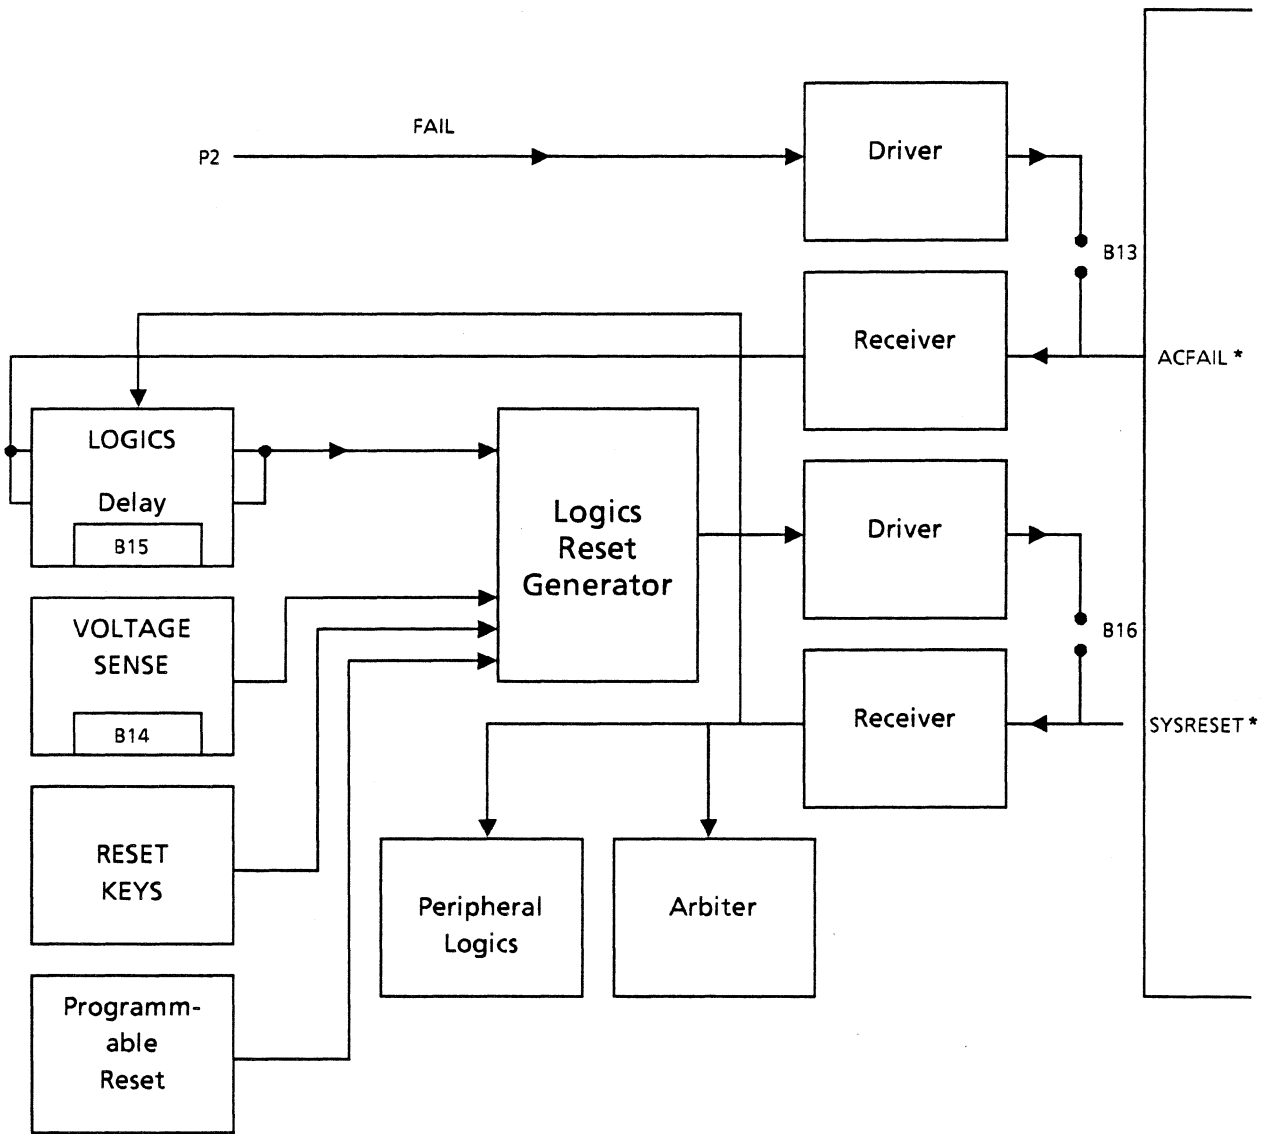 FAIL
P2
Driver
B13
Receiver
ACFAIL *
LOGICS
Delay
B15
Logics
Reset
Generator
Driver
VOLTAGE
SENSE
B14
B16
Receiver
SYSRESET *
RESET
KEYS
Peripheral
Logics
Arbiter
Programm-
able
Reset